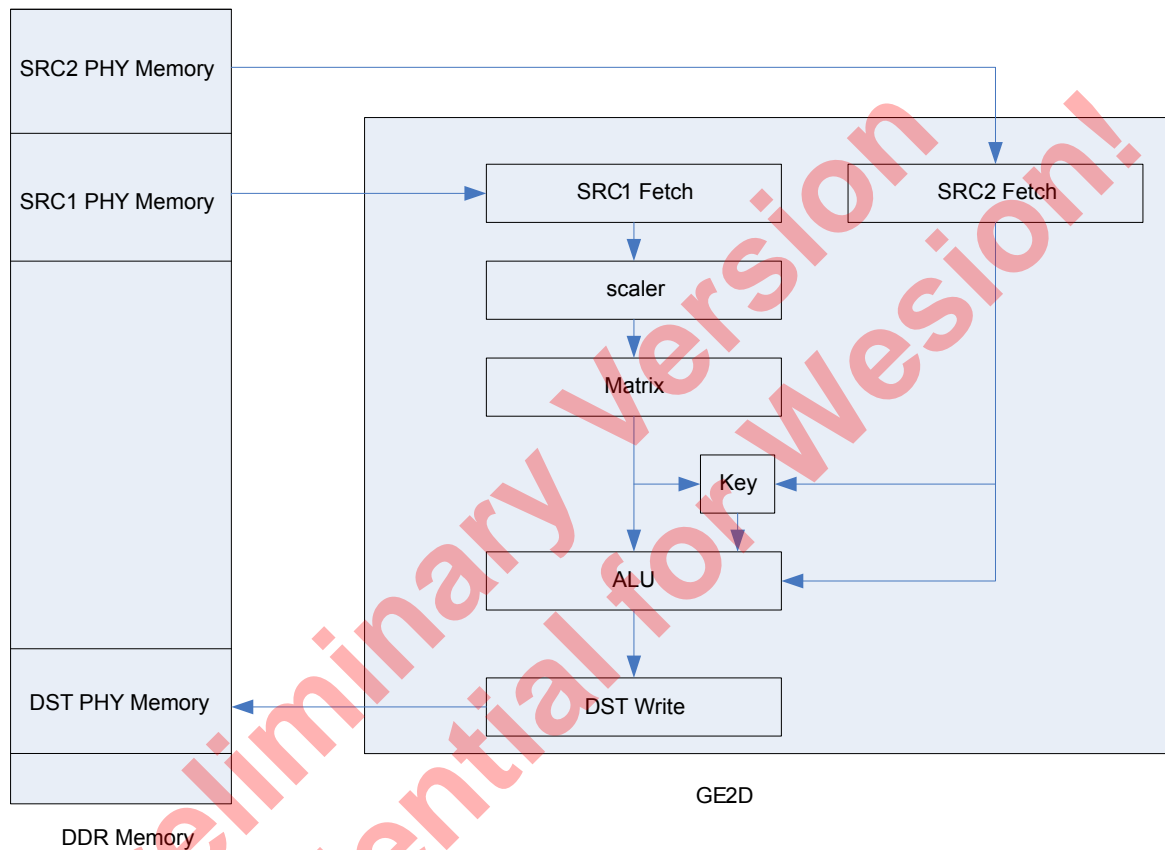 SRC2 PHY Memory
SRC1 PHY Memory
SRC1 Fetch
SRC2 Fetch
scaler
Matrix
Key
ALU
DST PHY Memory
DST Write
GE2D
DDR Memory
Preliminary Version
for Wesion!